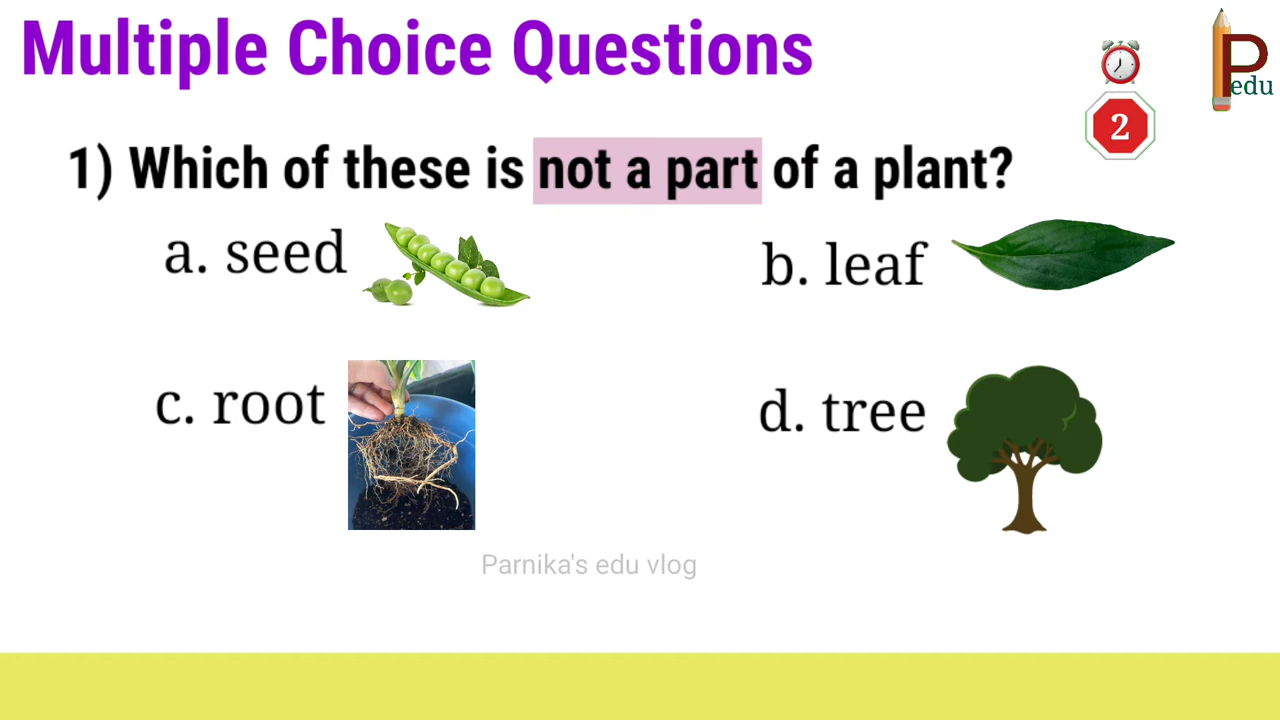 Multiple Choice Questions
P
edu
2
1) Which of these is not a part of a plant?
a. seed
b. leaf
c. root
d. tree
Parnika's edu vlog